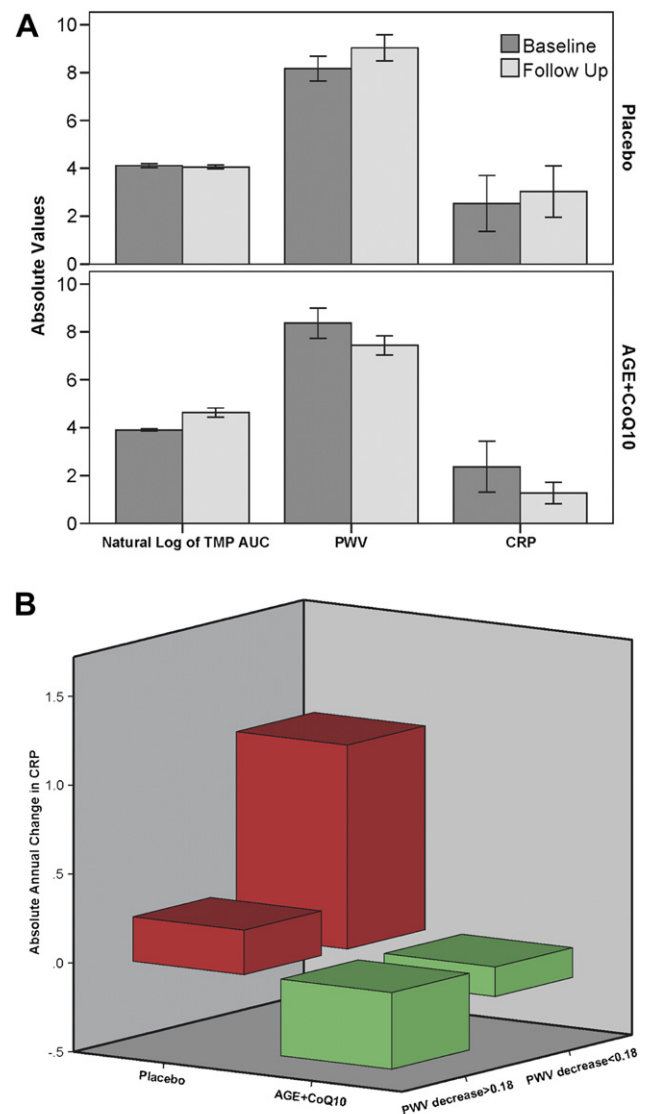 A
10
8
6
4
2
0
Baseline
Follow Up
Placebo
Absolute Values
10
8
6
4
2
0
AGE+CoQ10
Natural Log of TMP AUC PWV CRP
B
Absolute Annual Change in CRP
1.5
1.0
.5
.0
-.5
Placebo
AGE+CoQ10
PWV decrease>0.18
PWV decrease<0.18